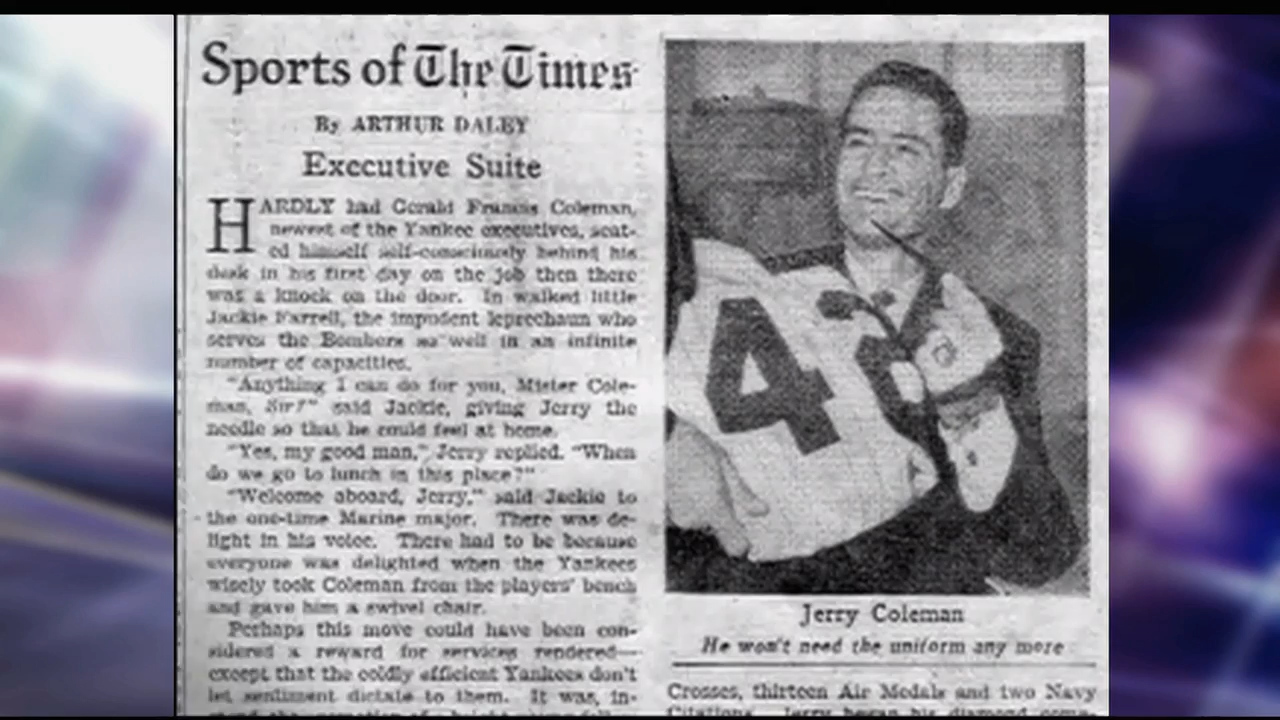 Sports of The Times
By ARTHUR DALEY
Executive Suite
HARDLY had Gerald Francis Coleman,
newest of the Yankee executives, seat-
ed himself self-consciously behind his
desk in his first day on the job then there
was a knock on the door. In walked little
Jackie Farrell, the impudent leprechaun who
serves the Bombers so well in an infinite
number of capacities.
"Anything I can do for you, Mister Cole-
man, Sir?" said Jackie, giving Jerry the
needle so that he could feel at home.
"Yes, my good man," Jerry replied. "When
do we go to lunch in this place?"
"Welcome aboard, Jerry," said Jackie to
the one-time Marine major. There was de-
light in his voice. There had to be because
everyone was delighted when the Yankees
wisely took Coleman from the players' bench
and gave him a swivel chair.
Perhaps this move could have been con-
sidered a reward for services rendered—
except that the coldly efficient Yankees don't
let sentiment dictate to them. It was, in-
4
Jerry Coleman
He won't need the uniform any more
Crosses, thirteen Air Medals and two Navy
Citations. Jerry began his diamond